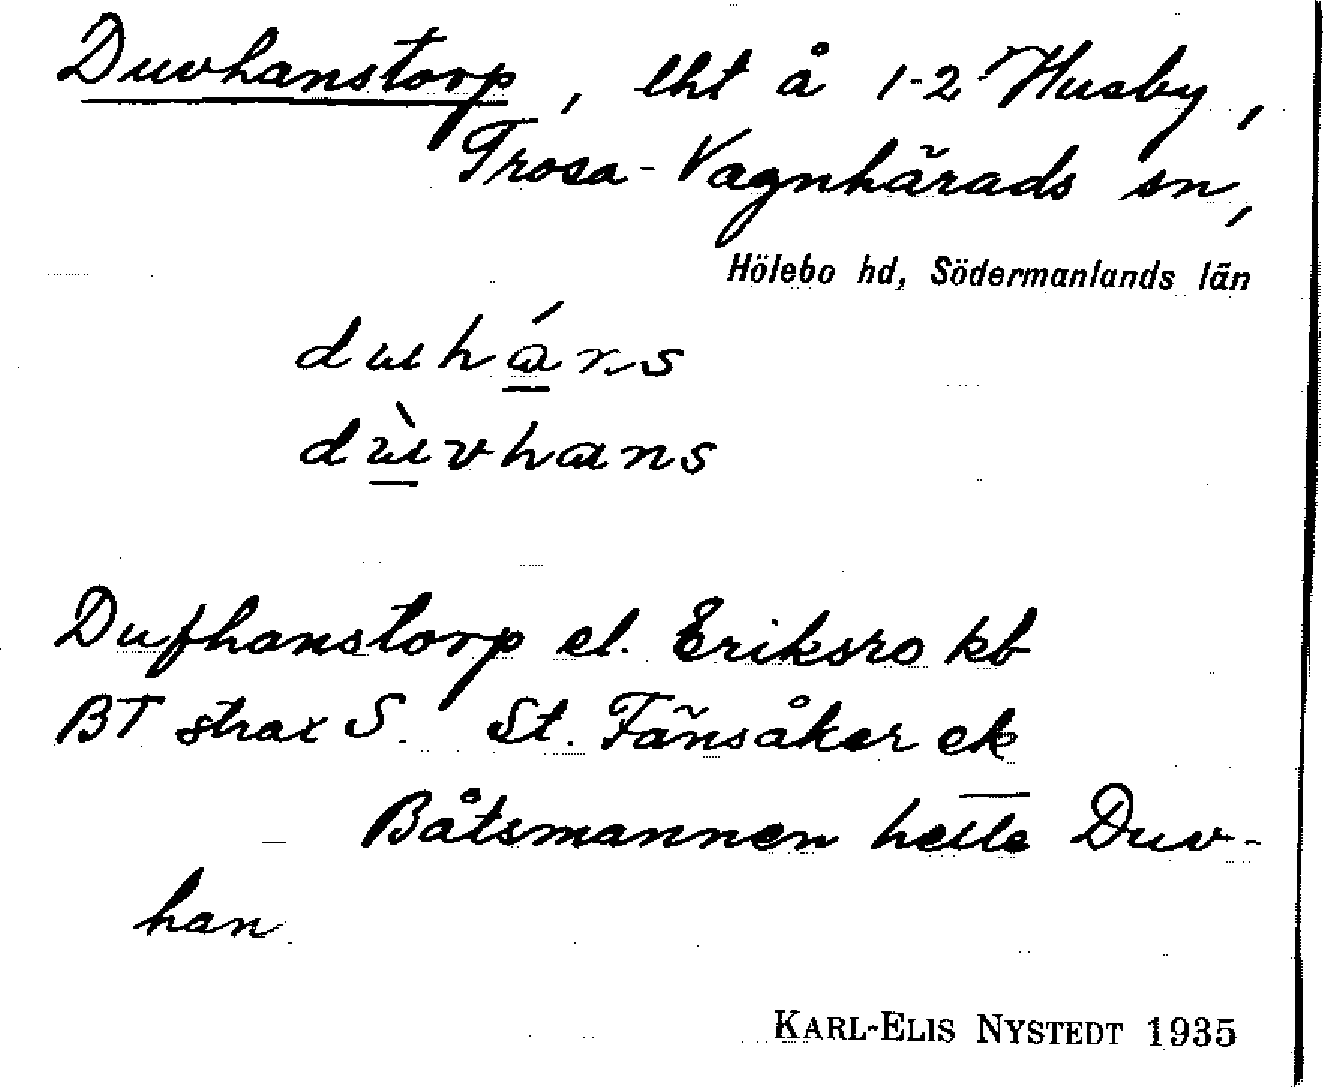 Duvhanstorp, lht å 1-2 Husby,
Trosa-Vagnhärads sn,
Hölebo hd, Södermanlands län
duháns
dùvhans
Dufhanstorp el. Eriksro kb
BT strax S. St. Fänsåker ek
Båtsmannen hette Duv-
han
KARL-ELIS NYSTEDT 1935